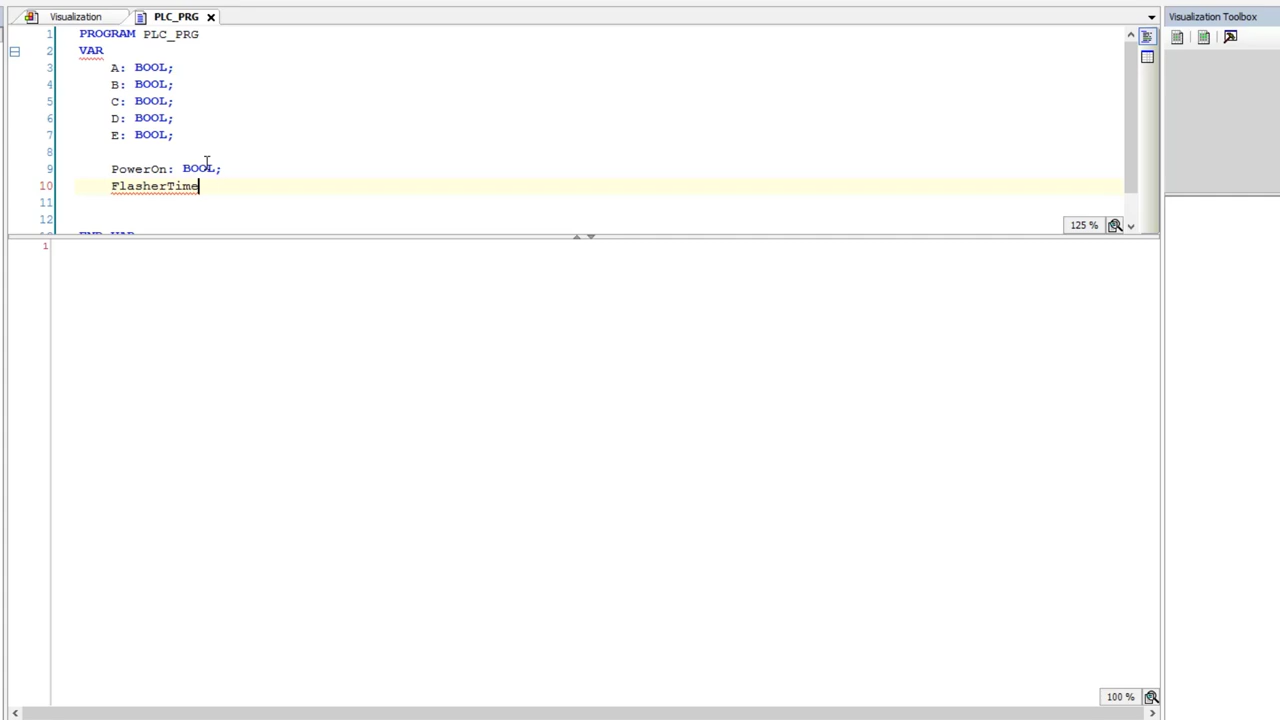 Visualization
PLC_PRG
Visualization Toolbox
1 PROGRAM PLC_PRG
2 VAR
3 A: BOOL;
4 B: BOOL;
5 C: BOOL;
6 D: BOOL;
7 E: BOOL;
8
9 PowerOn: BOOL;
10 FlasherTime
11
12
END_VAR
125 %
1
100 %